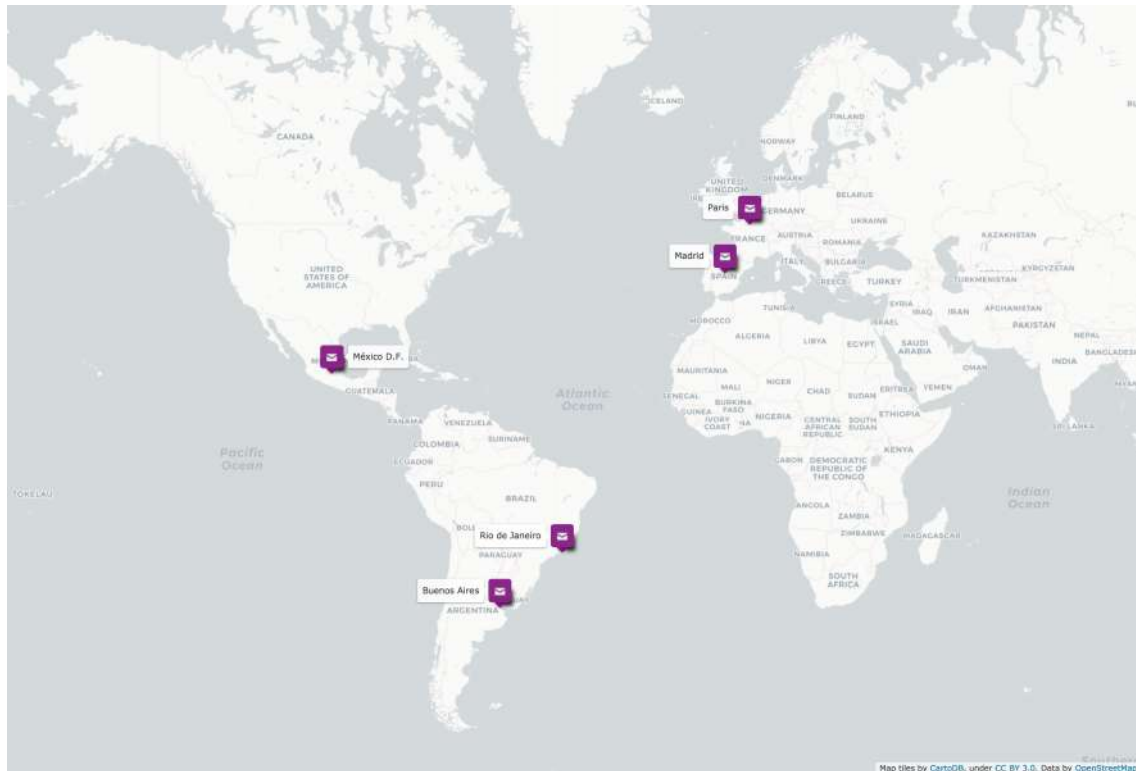 ICELAND
CANADA
FINLAND
NORWAY
DENMARK
UNITED
KINGDOM
BELARUS
Paris
GERMANY
UKRAINE
FRANCE
AUSTRIA
KAZAKHSTAN
ROMANIA
Madrid
ITALY
BULGARIA
SPAIN
UNITED
STATES OF
AMERICA
KYRGYZSTAN
GREECE
TURKEY
TURKMENISTAN
TUNISIA
SYRIA
IRAQ
IRAN
AFGHANISTAN
MOROCCO
ISRAEL
PAKISTAN
ALGERIA
LIBYA
EGYPT
SAUDI
ARABIA
NEPAL
México D.F.
INDIA
BANGLADESH
OMAN
MAURITANIA
GUATEMALA
Atlantic
Ocean
MALI
NIGER
CHAD
SUDAN
ERITREA
YEMEN
SENEGAL
BURKINA
FASO
GUINEA
IVORY
COAST
NIGERIA
CENTRAL
AFRICAN
REPUBLIC
SOUTH
SUDAN
ETHIOPIA
PANAMA
VENEZUELA
SRI LANKA
COLOMBIA
SURINAME
KENYA
Pacific
Ocean
ECUADOR
GABON
DEMOCRATIC
REPUBLIC OF
THE CONGO
PERU
TOKELAU
BRAZIL
Indian
Ocean
ANGOLA
ZAMBIA
Rio de Janeiro
ZIMBABWE
MADAGASCAR
PARAGUAY
NAMIBIA
SOUTH
AFRICA
Buenos Aires
ARGENTINA
Map tiles by CartoDB, under CC BY 3.0. Data by OpenStreetMap